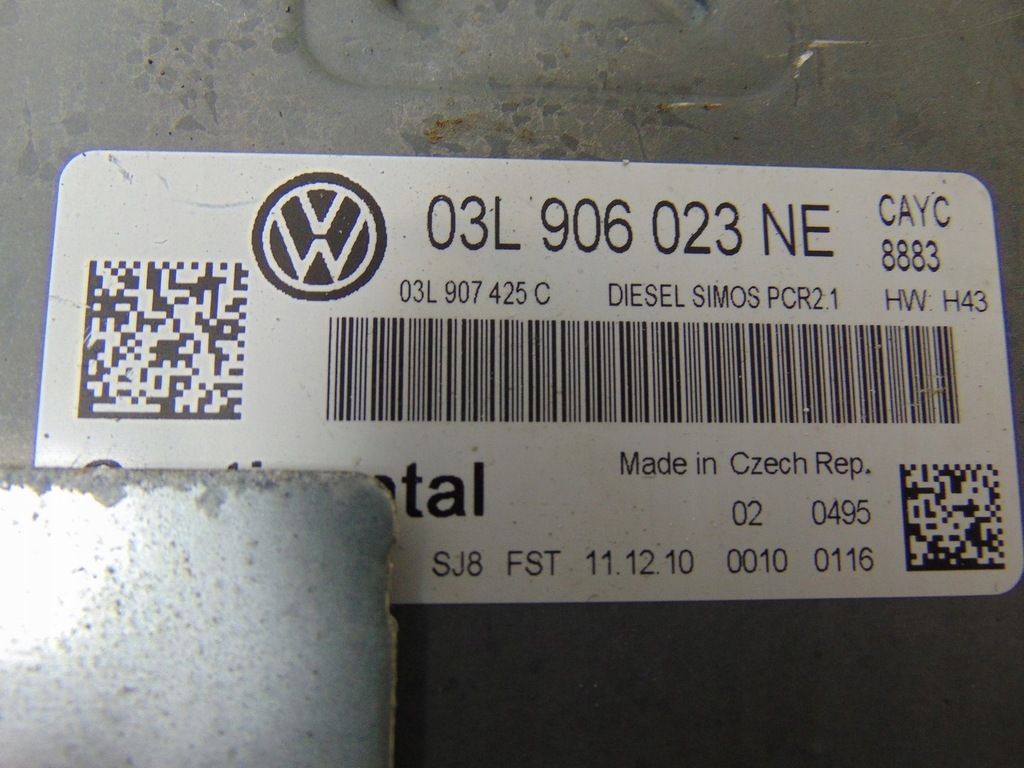 03L 906 023 NE
CAYC
8883
03L 907 425 C DIESEL SIMOS PCR2.1 HW: H43
Made in Czech Rep.
02 0495
SJ8 FST 11.12.10 0010 0116